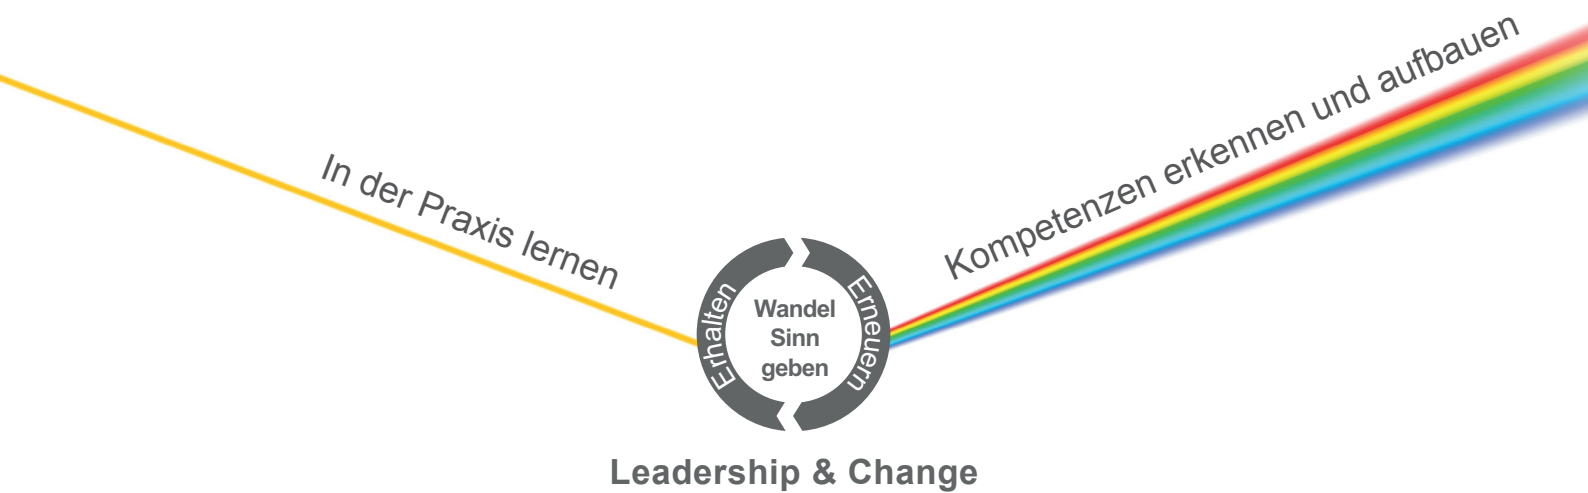 In der Praxis lernen
Kompetenzen erkennen und aufbauen
Erhalten
Erneuern
Wandel
Sinn
geben
Leadership & Change